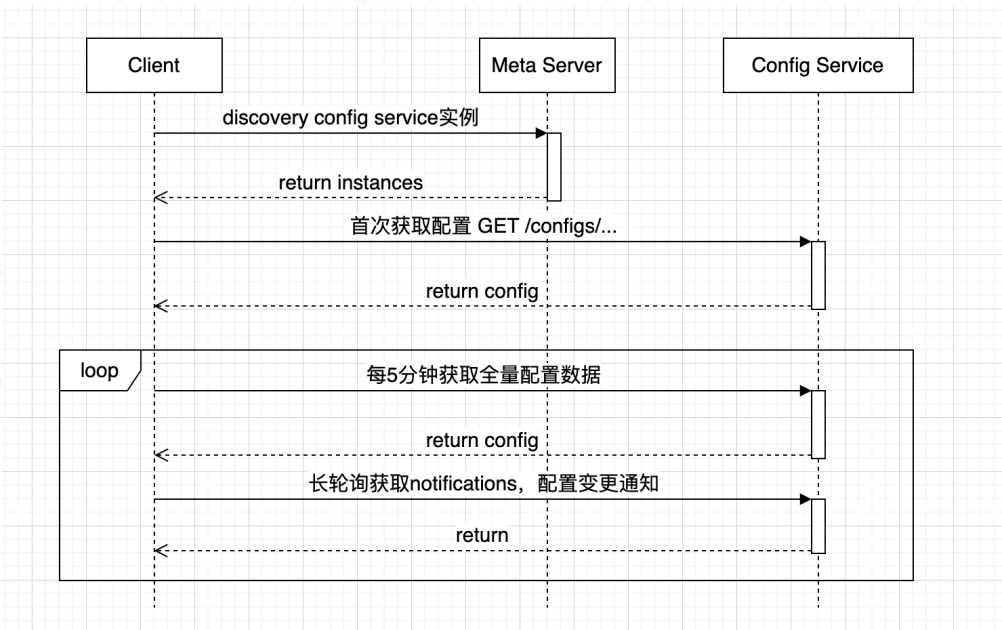 Client
Meta Server
Config Service
discovery config service实例
return instances
首次获取配置 GET /configs/...
return config
loop
每5分钟获取全量配置数据
return config
长轮询获取notifications，配置变更通知
return